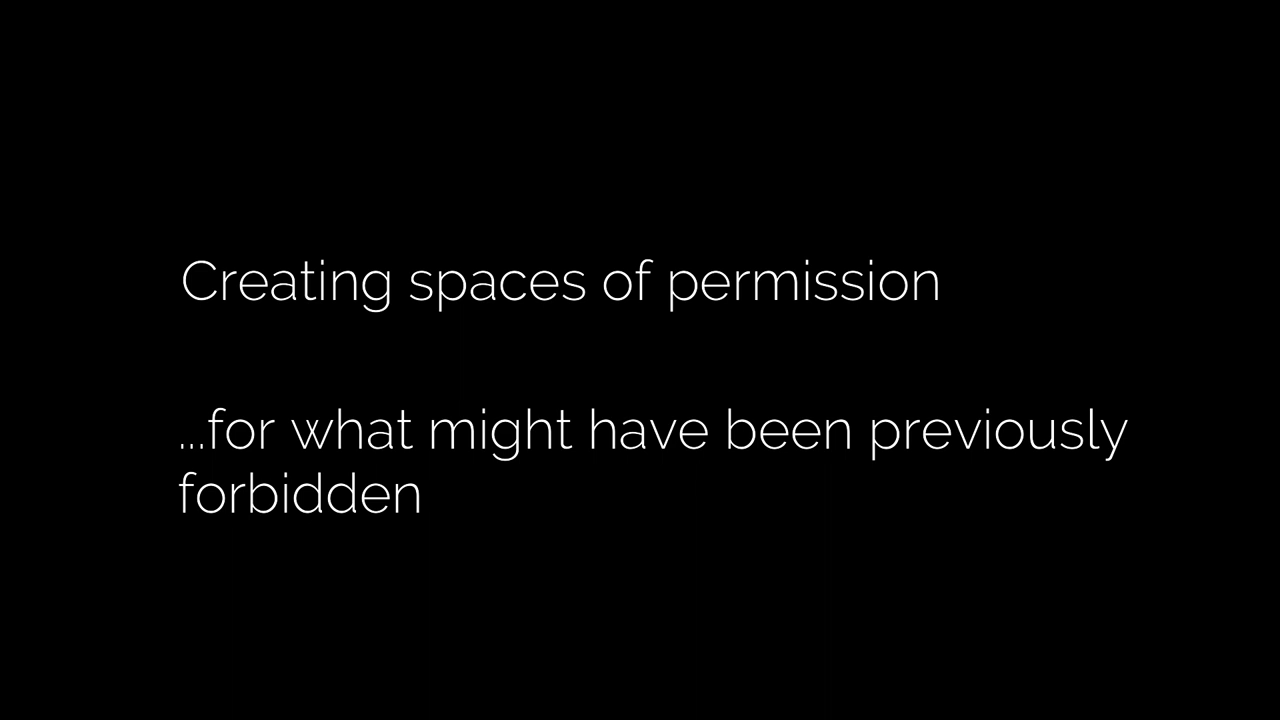 Creating spaces of permission
...for what might have been previously
forbidden